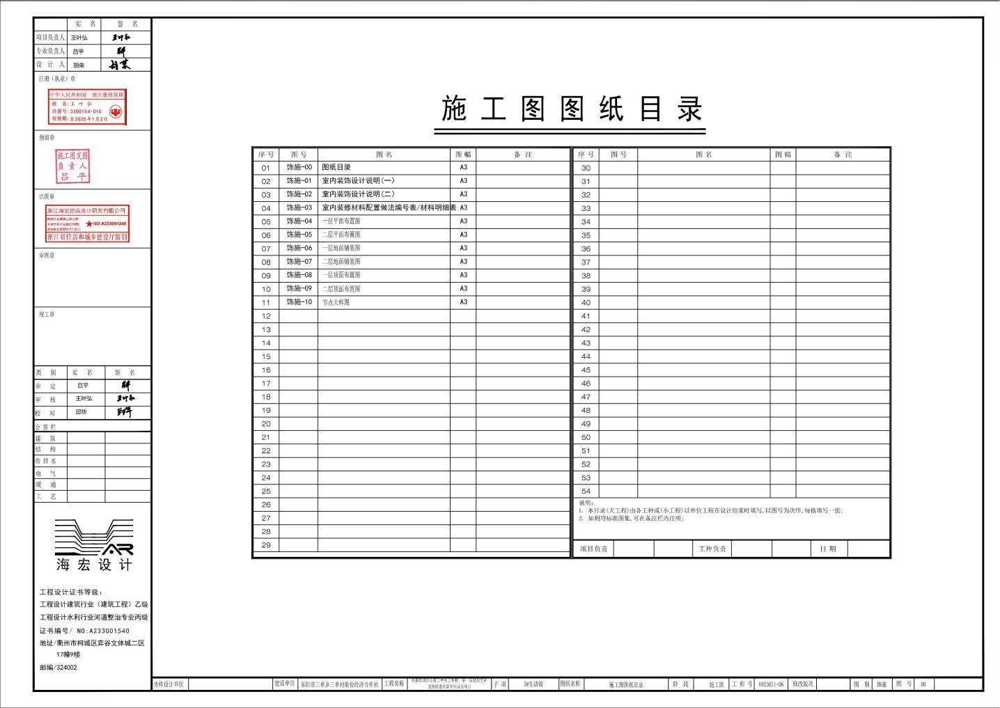 实 名 签 名
项目负责人 王叶弘
专业负责人 吕平
设 计 人 胡荣
注册（执业）章
中华人民共和国一级注册建筑师
姓 名:王 叶 弘
注册号:3300154-010
有效期:至2025年1月2日
预留章
施工图发图
负 责 人
吕 平
出图章
浙江海宏建筑设计研究有限公司
★NO:A233001540
浙江省住房和城乡建设厅监制
审图章
竣工章
类 别 实 名 签 名
审 定 吕平
审 核 王叶弘
校 对 邱华
会签栏
建 筑
结 构
给排水
电 气
暖 通
工 艺
海宏设计
工程设计证书等级：
工程设计建筑行业（建筑工程）乙级
工程设计水利行业河道整治专业丙级
证书编号/ NO:A233001540
地址/衢州市柯城区弈谷文体城二区
17幢9楼
邮编/324002
施工图图纸目录
序号 图号 图名 图幅 备注
01 饰施-00 图纸目录 A3
02 饰施-01 室内装饰设计说明(一) A3
03 饰施-02 室内装饰设计说明(二) A3
04 饰施-03 室内装修材料配置做法编号表/材料明细表 A3
05 饰施-04 一层平面布置图 A3
06 饰施-05 二层平面布置图 A3
07 饰施-06 一层地面铺装图 A3
08 饰施-07 二层地面铺装图 A3
09 饰施-08 一层顶面布置图 A3
10 饰施-09 二层顶面布置图 A3
11 饰施-10 节点大样图 A3
12
13
14
15
16
17
18
19
20
21
22
23
24
25
26
27
28
29
序号 图号 图名 图幅 备注
30
31
32
33
34
35
36
37
38
39
40
41
42
43
44
45
46
47
48
49
50
51
52
53
54
说明:
1. 本目录(大工程)由各工种或(小工程)以单位工程在设计结束时填写,以图号为次序,每格填写一张;
2. 如利用标准图集,可在备注栏内注明;
项目负责 工种负责 日期
协作设计单位 建设单位 东阳市三单乡三单村股份经济合作社 工程名称 支持打造共富乡村试点项目 子项 5#生活馆 图纸名称 施工图图纸目录 阶 段 施工图 工 程 号 HH23011-06 修改版次 图 别 饰施 图 号 00